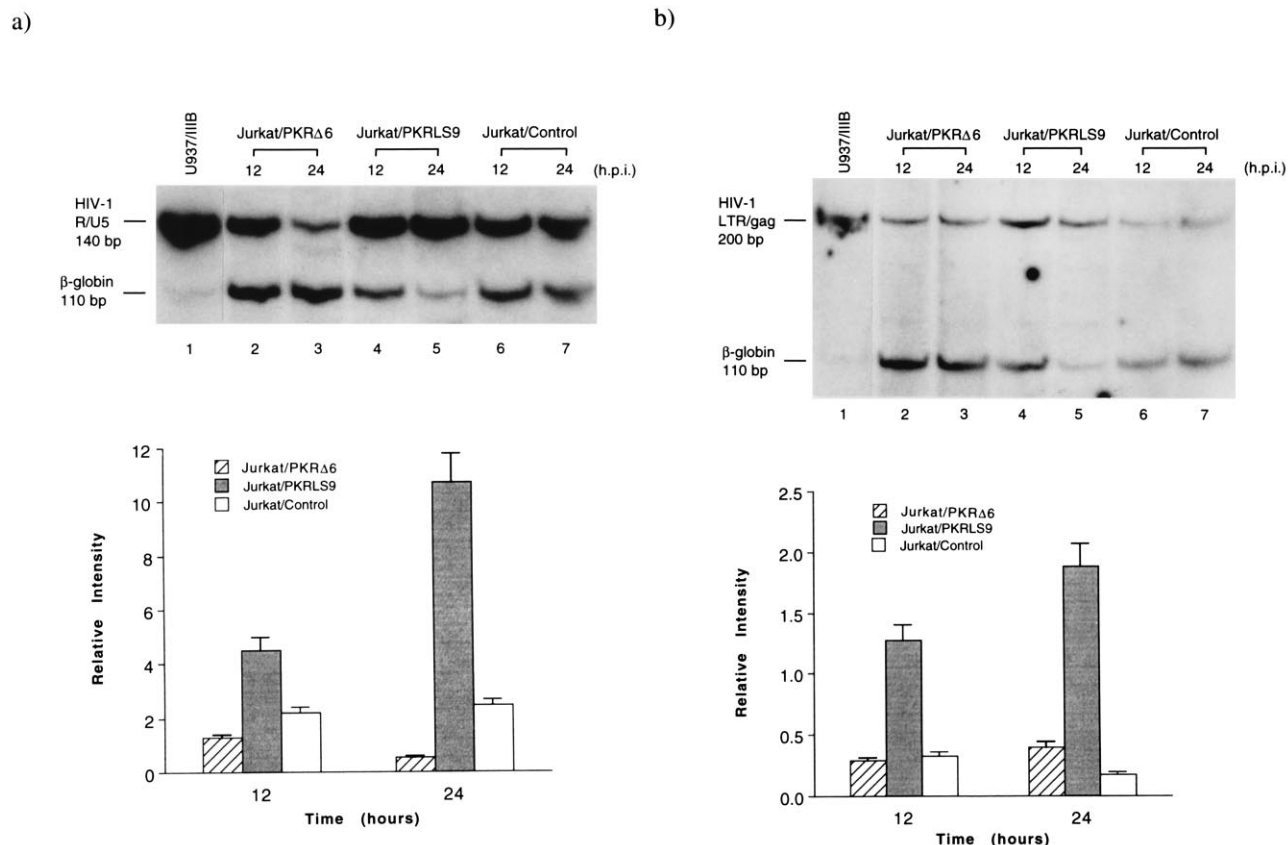 a)
U937/IIIB
Jurkat/PKRΔ6
Jurkat/PKRLS9
Jurkat/Control
12 24 12 24 12 24 (h.p.i.)
HIV-1
R/U5
140 bp
β-globin
110 bp
1 2 3 4 5 6 7
12
10
8
6
4
2
0
Relative Intensity
Jurkat/PKRΔ6
Jurkat/PKRLS9
Jurkat/Control
12 24
Time (hours)
b)
U937/IIIB
Jurkat/PKRΔ6
Jurkat/PKRLS9
Jurkat/Control
12 24 12 24 12 24 (h.p.i.)
HIV-1
LTR/gag
200 bp
β-globin
110 bp
1 2 3 4 5 6 7
2.5
2.0
1.5
1.0
0.5
0.0
Relative Intensity
Jurkat/PKRΔ6
Jurkat/PKRLS9
Jurkat/Control
12 24
Time (hours)